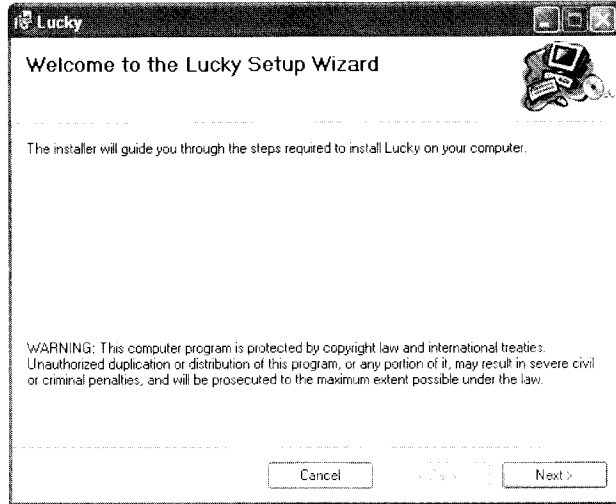 Lucky
Welcome to the Lucky Setup Wizard
The installer will guide you through the steps required to install Lucky on your computer.
WARNING: This computer program is protected by copyright law and international treaties.
Unauthorized duplication or distribution of this program, or any portion of it, may result in severe civil
or criminal penalties, and will be prosecuted to the maximum extent possible under the law.
Cancel
Next >